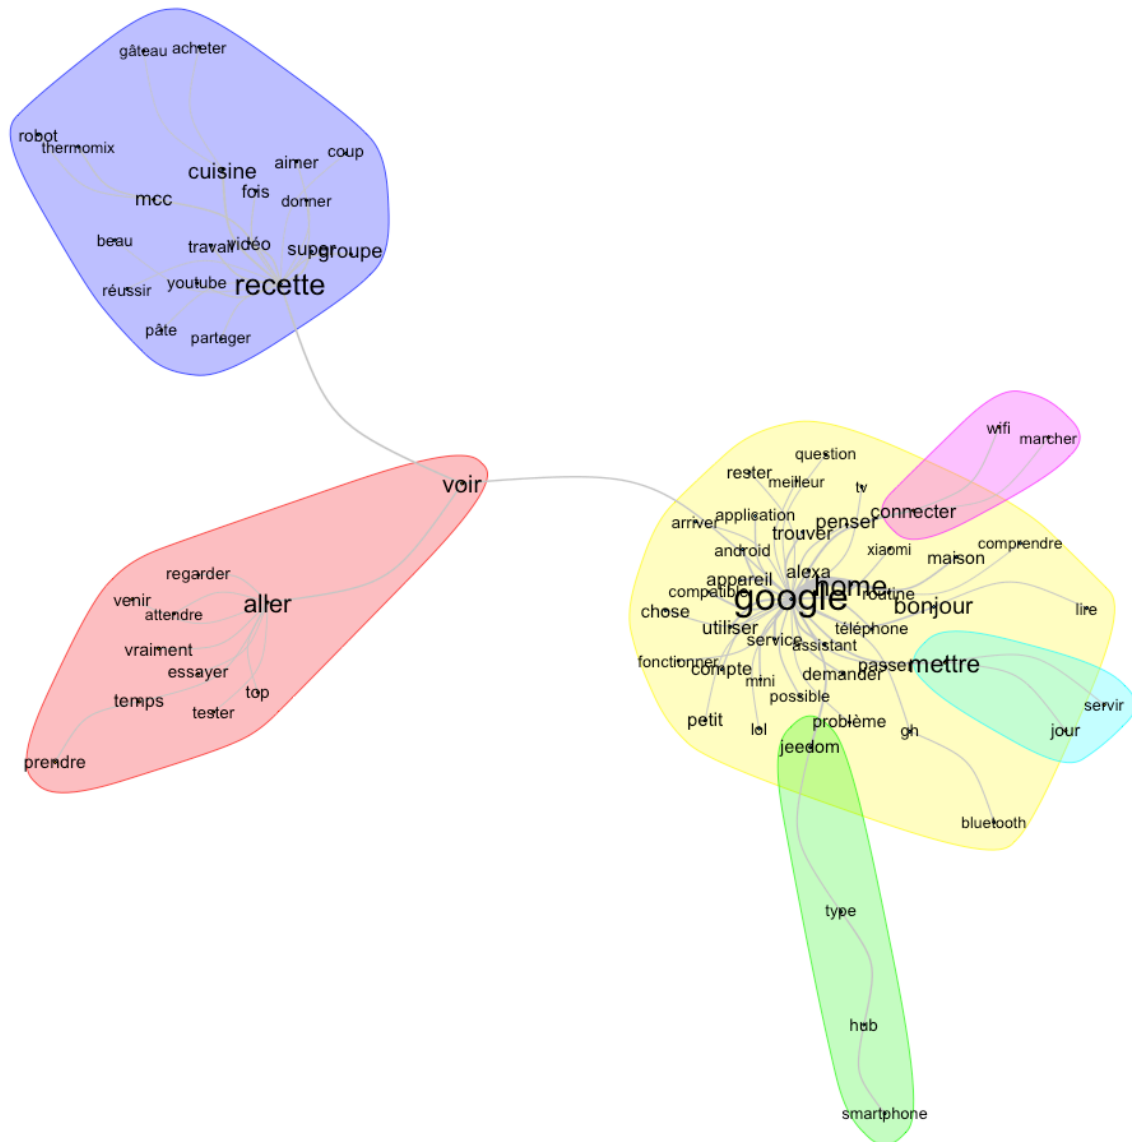 gâteau
acheter
robot
thermomix
cuisine
aimer
coup
mcc
fois
donner
beau
travail
vidéo
super
groupe
réussir
youtube
recette
pâte
partager
voir
regarder
venir
attendre
aller
vraiment
essayer
temps
tester
top
prendre
wifi
marcher
question
rester
meilleur
tv
connecter
arriver
application
penser
trouver
android
xiaomi
maison
comprendre
appareil
alexa
home
compatible
google
routine
bonjour
chose
lire
utiliser
service
téléphone
assistant
fonctionner
compte
mini
demander
passer
mettre
possible
servir
petit
lol
problème
gh
jour
jeedom
bluetooth
type
hub
smartphone